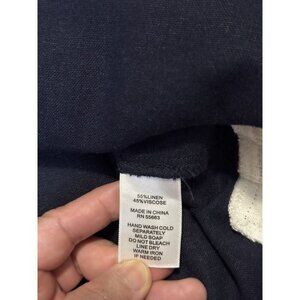 55%LINEN
45%VISCOSE
MADE IN CHINA
RN 55663
HAND WASH COLD
SEPARATELY
MILD SOAP
DO NOT BLEACH
LINE DRY
WARM IRON
IF NEEDED